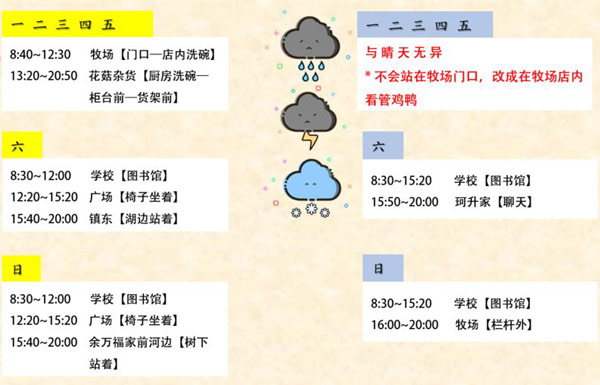 一 二 三 四 五
8:40~12:30 牧场【门口—店内洗碗】
13:20~20:50 花菇杂货【厨房洗碗—
柜台前—货架前】
六
8:30~12:00 学校【图书馆】
12:20~15:20 广场【椅子坐着】
15:40~20:00 镇东【湖边站着】
日
8:30~12:00 学校【图书馆】
12:20~15:20 广场【椅子坐着】
15:40~20:00 余万福家前河边【树下
站着】
一 二 三 四 五
与 晴 天 无 异
* 不会站在牧场门口，改成在牧场店内
看管鸡鸭
六
8:30~15:20 学校【图书馆】
15:50~20:00 珂升家【聊天】
日
8:30~15:20 学校【图书馆】
16:00~20:00 牧场【栏杆外】